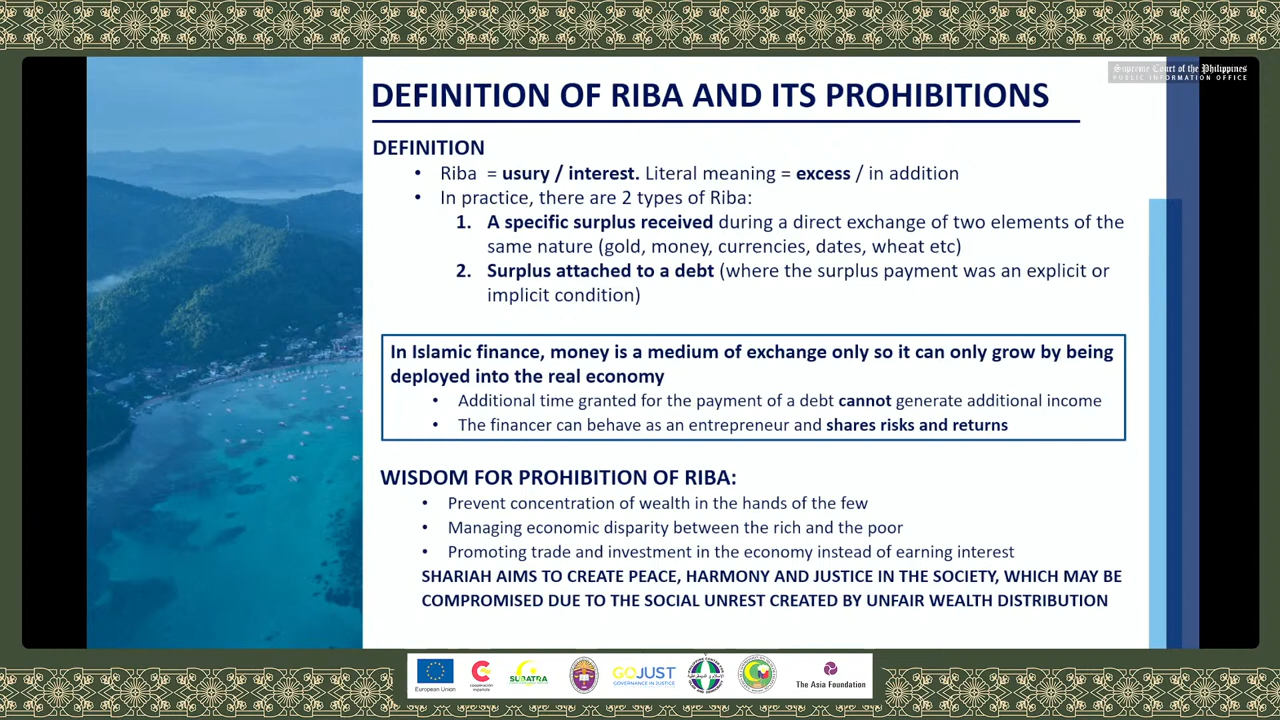 Supreme Court of the Philippines
PUBLIC INFORMATION OFFICE
DEFINITION OF RIBA AND ITS PROHIBITIONS
DEFINITION
• Riba = usury / interest. Literal meaning = excess / in addition
• In practice, there are 2 types of Riba:
1. A specific surplus received during a direct exchange of two elements of the
same nature (gold, money, currencies, dates, wheat etc)
2. Surplus attached to a debt (where the surplus payment was an explicit or
implicit condition)
In Islamic finance, money is a medium of exchange only so it can only grow by being
deployed into the real economy
• Additional time granted for the payment of a debt cannot generate additional income
• The financer can behave as an entrepreneur and shares risks and returns
WISDOM FOR PROHIBITION OF RIBA:
• Prevent concentration of wealth in the hands of the few
• Managing economic disparity between the rich and the poor
• Promoting trade and investment in the economy instead of earning interest
SHARIAH AIMS TO CREATE PEACE, HARMONY AND JUSTICE IN THE SOCIETY, WHICH MAY BE
COMPROMISED DUE TO THE SOCIAL UNREST CREATED BY UNFAIR WEALTH DISTRIBUTION
European Union
cooperación
española
SUBATRA
GOJUST
GOVERNANCE IN JUSTICE
The Asia Foundation